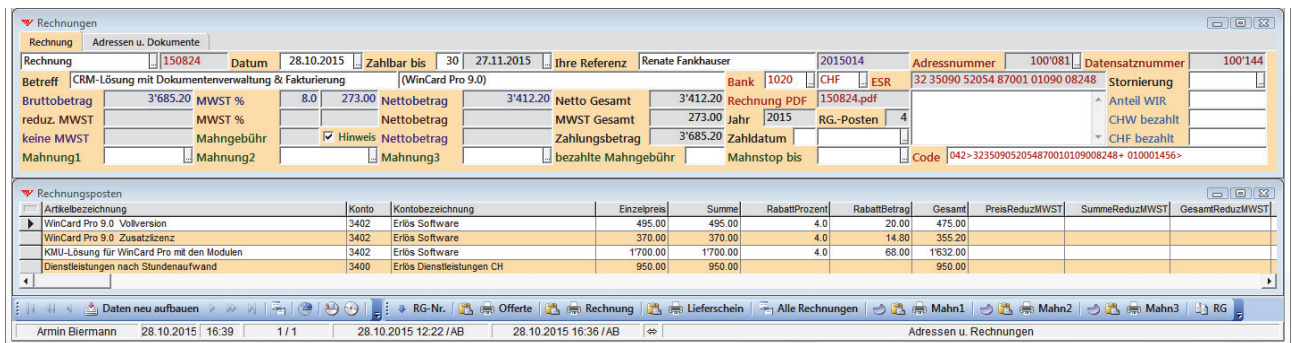 Rechnungen
Rechnung Adressen u. Dokumente
Rechnung 150824 Datum 28.10.2015 Zahlbar bis 30 27.11.2015 Ihre Referenz Renate Fankhauser 2015014 Adressnummer 100'081 Datensatznummer 100'144
Betreff CRM-Lösung mit Dokumentenverwaltung & Fakturierung (WinCard Pro 9.0) Bank 1020 CHF ESR 32 35090 52054 87001 01090 08248 Stornierung
Bruttobetrag 3'685.20 MWST % 8.0 273.00 Nettobetrag 3'412.20 Netto Gesamt 3'412.20 Rechnung PDF 150824.pdf Anteil WIR
reduz. MWST MWST % Nettobetrag MWST Gesamt 273.00 Jahr 2015 RG.-Posten 4 CHW bezahlt
keine MWST Mahngebühr Hinweis Nettobetrag Zahlungsbetrag 3'685.20 Zahldatum CHF bezahlt
Mahnung1 Mahnung2 Mahnung3 bezahlte Mahngebühr Mahnstop bis Code 042>323509052054870010109008248+ 010001456>
Rechnungsposten
Artikelbezeichnung Konto Kontobezeichnung Einzelpreis Summe RabattProzent RabattBetrag Gesamt PreisReduzMWST SummeReduzMWST GesamtReduzMWST
WinCard Pro 9.0 Vollversion 3402 Erlös Software 495.00 495.00 4.0 20.00 475.00
WinCard Pro 9.0 Zusatzlizenz 3402 Erlös Software 370.00 370.00 4.0 14.80 355.20
KMU-Lösung für WinCard Pro mit den Modulen 3402 Erlös Software 1'700.00 1'700.00 4.0 68.00 1'632.00
Dienstleistungen nach Stundenaufwand 3400 Erlös Dienstleistungen CH 950.00 950.00 950.00
Daten neu aufbauen RG-Nr. Offerte Rechnung Lieferschein Alle Rechnungen Mahn1 Mahn2 Mahn3 RG
Armin Biermann 28.10.2015 16:39 1 / 1 28.10.2015 12:22 / AB 28.10.2015 16:36 / AB Adressen u. Rechnungen